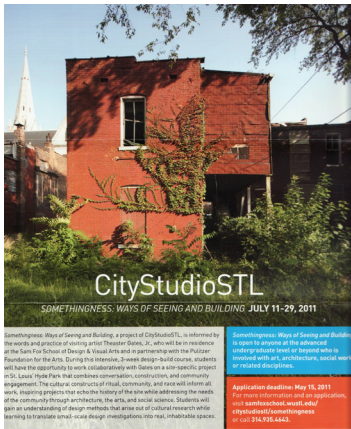 CityStudioSTL
SOMETHINGNESS: WAYS OF SEEING AND BUILDING JULY 11-29, 2011
Somethingness: Ways of Seeing and Building, a project of CityStudioSTL, is informed by
the words and practice of visiting artist Theaster Gates, Jr., who will be in residence
at the Sam Fox School of Design & Visual Arts and in partnership with the Pulitzer
Foundation for the Arts. During this intensive, 3-week design-build course, students
will have the opportunity to work collaboratively with Gates on a site-specific project
in St. Louis' Hyde Park that combines conversation, construction, and community
engagement. The cultural constructs of ritual, community, and race will inform all
work, inspiring projects that echo the history of the site while addressing the needs
of the community through architecture, the arts, and social science. Students will
gain an understanding of design methods that arise out of cultural research while
learning to translate small-scale design investigations into real, inhabitable spaces.
Somethingness: Ways of Seeing and Building
is open to anyone at the advanced
undergraduate level or beyond who is
involved with art, architecture, social work
or related disciplines.
Application deadline: May 15, 2011
For more information and an application,
visit samfoxschool.wustl.edu/
citystudiostl/somethingness
or call 314.935.4643.